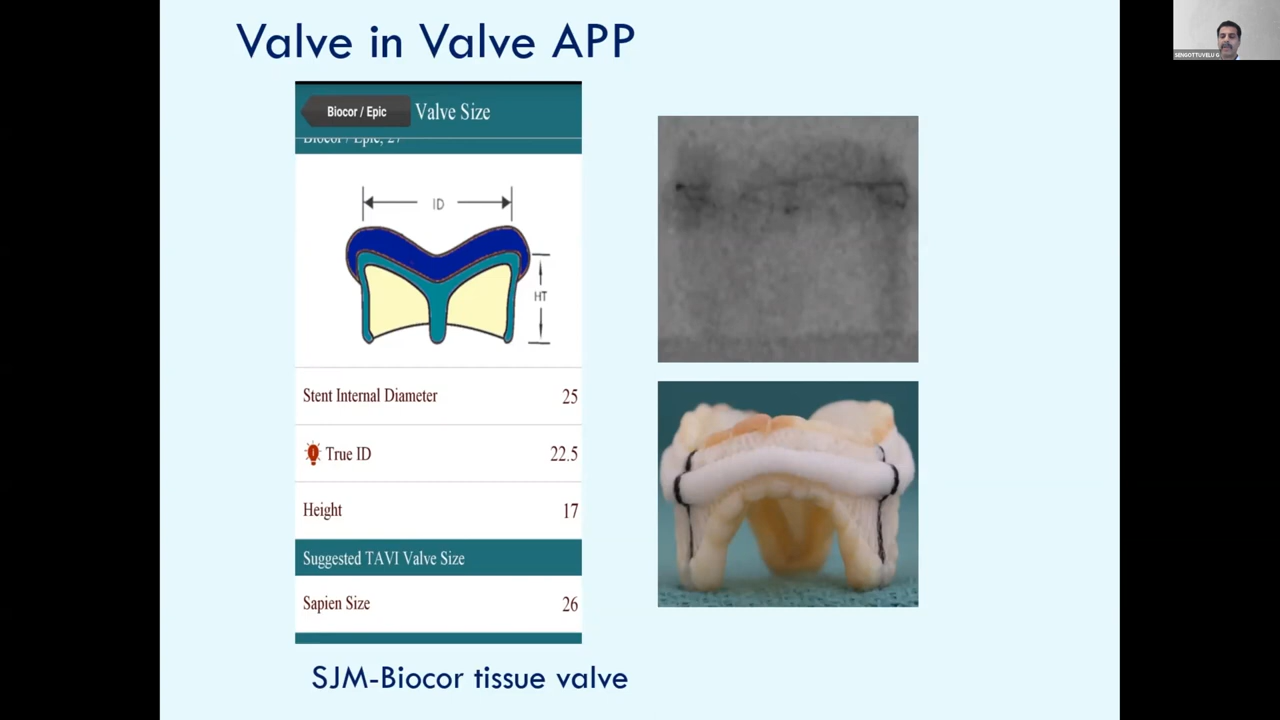 Valve in Valve APP
SENGOTTUVELU G
Biocor / Epic
Valve Size
Biocor / Epic, 27
ID
HT
Stent Internal Diameter 25
True ID 22.5
Height 17
Suggested TAVI Valve Size
Sapien Size 26
SJM-Biocor tissue valve